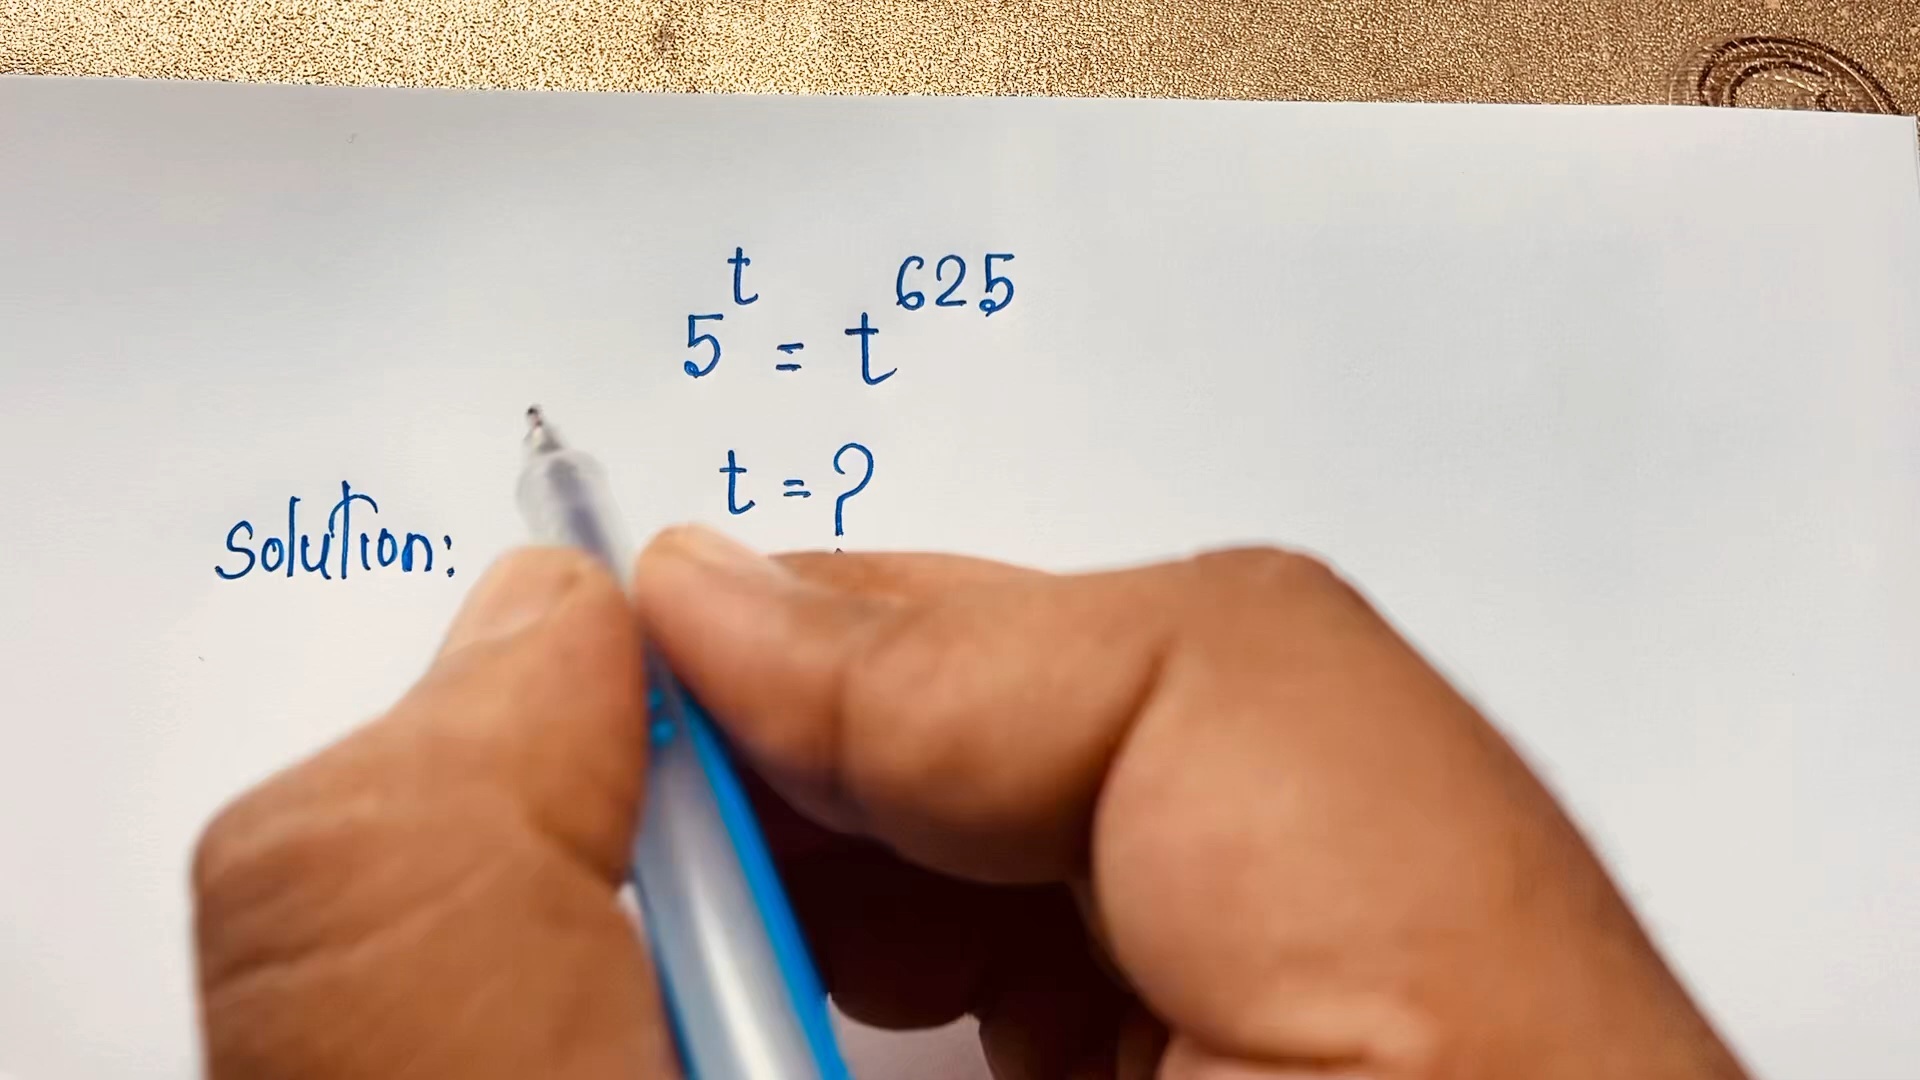 5^t = t^625
t = ?
Solution: